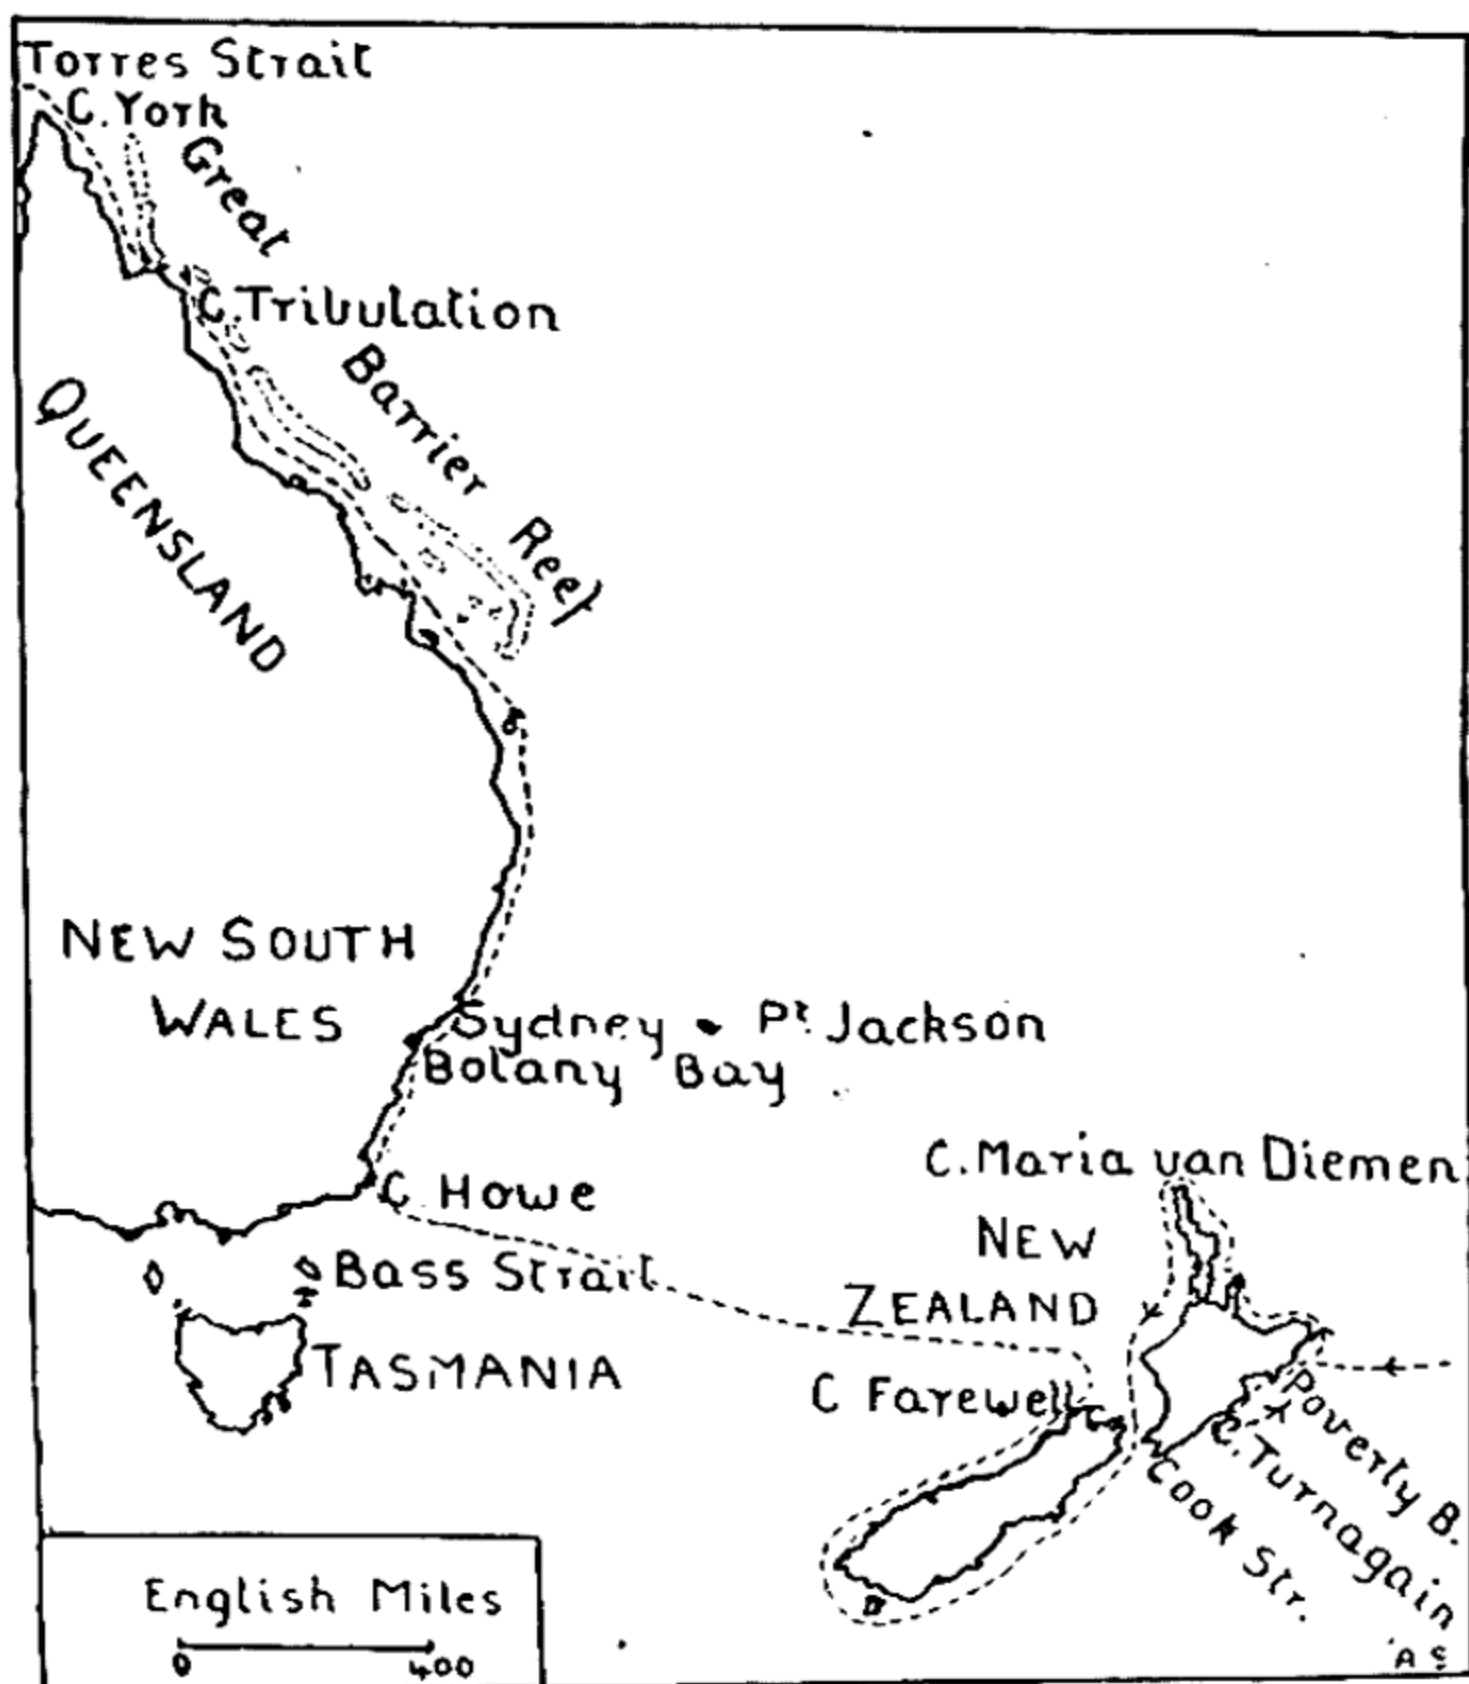 Torres Strait
C. York
Great
Barrier
Reef
C. Tribulation
QUEENSLAND
NEW SOUTH
WALES
Sydney • Pt. Jackson
Botany Bay
C. Howe
C. Maria van Diemen
NEW
ZEALAND
Bass Strait
TASMANIA
C Farewell
Poverty B.
C. Turnagain
Cook Str.
English Miles
0 400
A S